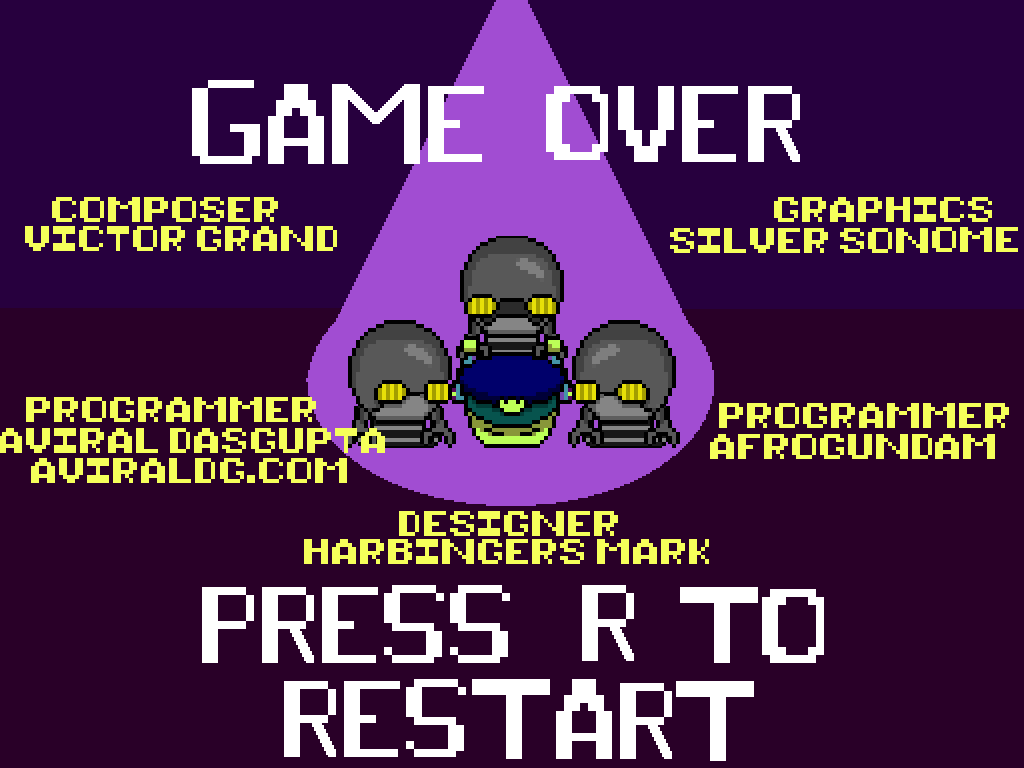 GAME OVER
COMPOSER
VICTOR GRAND
GRAPHICS
SILVER SONOME
PROGRAMMER
AVIRAL DASGUPTA
AVIRALDG.COM
PROGRAMMER
AFROGUNDAM
DESIGNER
HARBINGERS MARK
PRESS R TO
RESTART